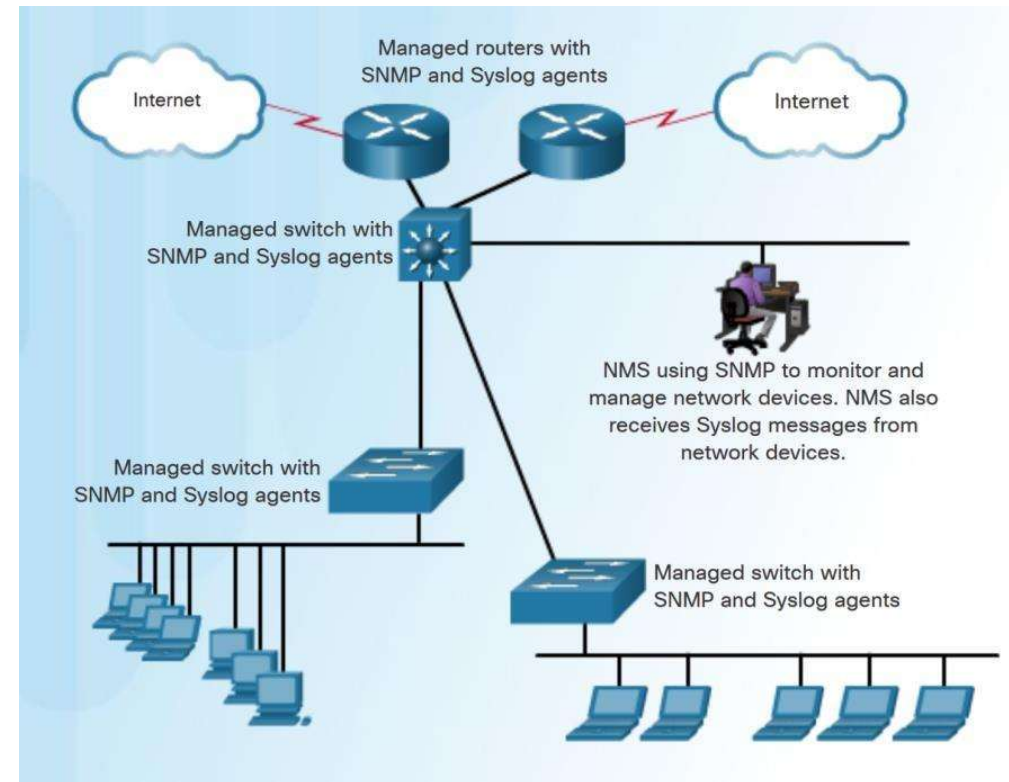 Managed routers with
SNMP and Syslog agents
Internet
Internet
Managed switch with
SNMP and Syslog agents
NMS using SNMP to monitor and
manage network devices. NMS also
receives Syslog messages from
network devices.
Managed switch with
SNMP and Syslog agents
Managed switch with
SNMP and Syslog agents